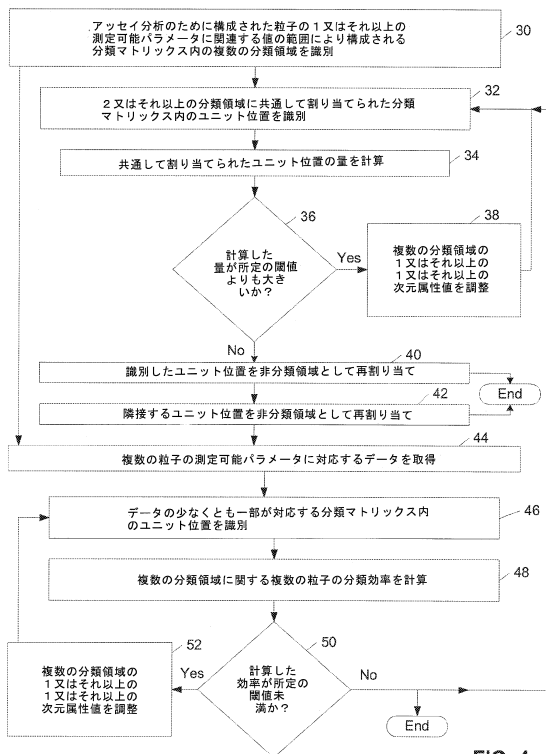 アッセイ分析のために構成された粒子の1又はそれ以上の
測定可能パラメータに関連する値の範囲により構成される
分類マトリックス内の複数の分類領域を識別
30
2又はそれ以上の分類領域に共通して割り当てられた分類
マトリックス内のユニット位置を識別
32
共通して割り当てられたユニット位置の量を計算
34
36
計算した
量が所定の閾値
よりも大き
いか?
Yes
38
複数の分類領域の
1又はそれ以上の
1又はそれ以上の
次元属性値を調整
No
40
識別したユニット位置を非分類領域として再割り当て
End
42
隣接するユニット位置を非分類領域として再割り当て
44
複数の粒子の測定可能パラメータに対応するデータを取得
データの少なくとも一部が対応する分類マトリックス内
のユニット位置を識別
46
複数の分類領域に関する複数の粒子の分類効率を計算
48
50
計算した
効率が所定の
閾値未
満か?
Yes
52
複数の分類領域の
1又はそれ以上の
1又はそれ以上の
次元属性値を調整
No
End